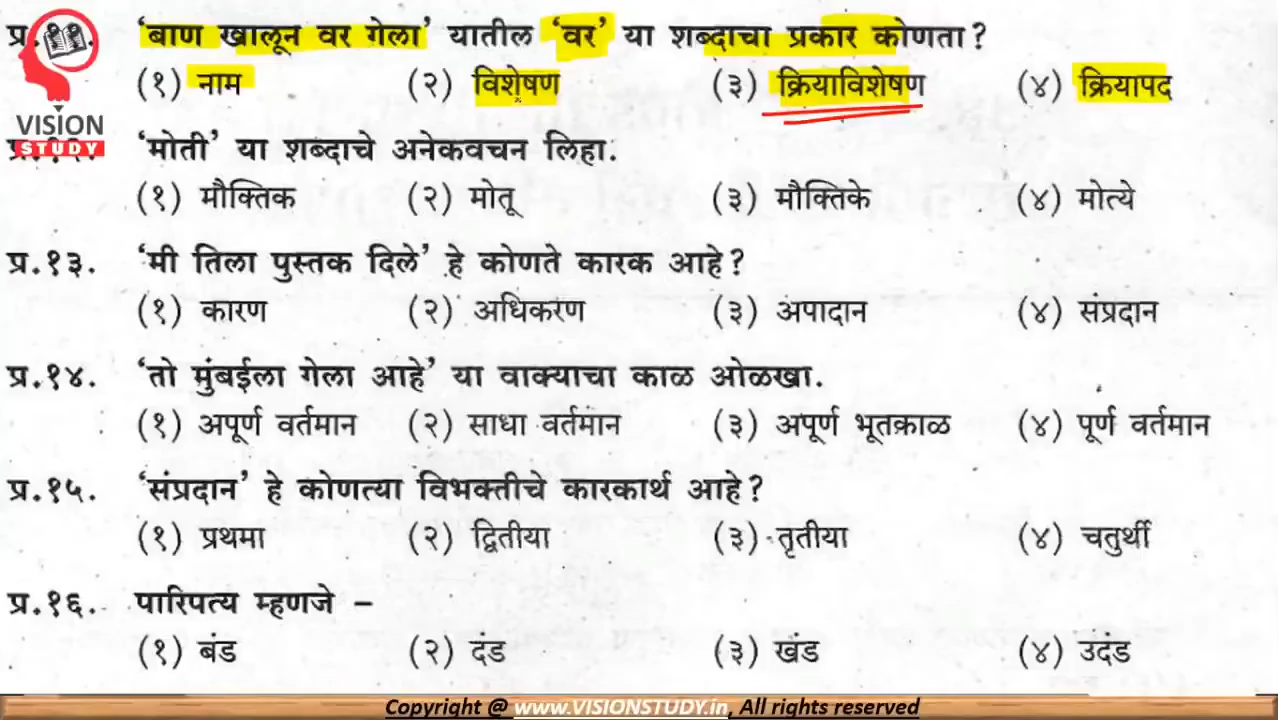 प्र.११. ‘बाण खालून वर गेला’ यातील ‘वर’ या शब्दाचा प्रकार कोणता?
(१) नाम (२) विशेषण (३) क्रियाविशेषण (४) क्रियापद
VISION
STUDY
‘मोती’ या शब्दाचे अनेकवचन लिहा.
(१) मौक्तिक (२) मोतू (३) मौक्तिके (४) मोत्ये
प्र.१३. ‘मी तिला पुस्तक दिले’ हे कोणते कारक आहे?
(१) कारण (२) अधिकरण (३) अपादान (४) संप्रदान
प्र.१४. ‘तो मुंबईला गेला आहे’ या वाक्याचा काळ ओळखा.
(१) अपूर्ण वर्तमान (२) साधा वर्तमान (३) अपूर्ण भूतकाळ (४) पूर्ण वर्तमान
प्र.१५. ‘संप्रदान’ हे कोणत्या विभक्तीचे कारकार्थ आहे?
(१) प्रथमा (२) द्वितीया (३) तृतीया (४) चतुर्थी
प्र.१६. पारिपत्य म्हणजे –
(१) बंड (२) दंड (३) खंड (४) उदंड
Copyright @ www.VISIONSTUDY.in, All rights reserved